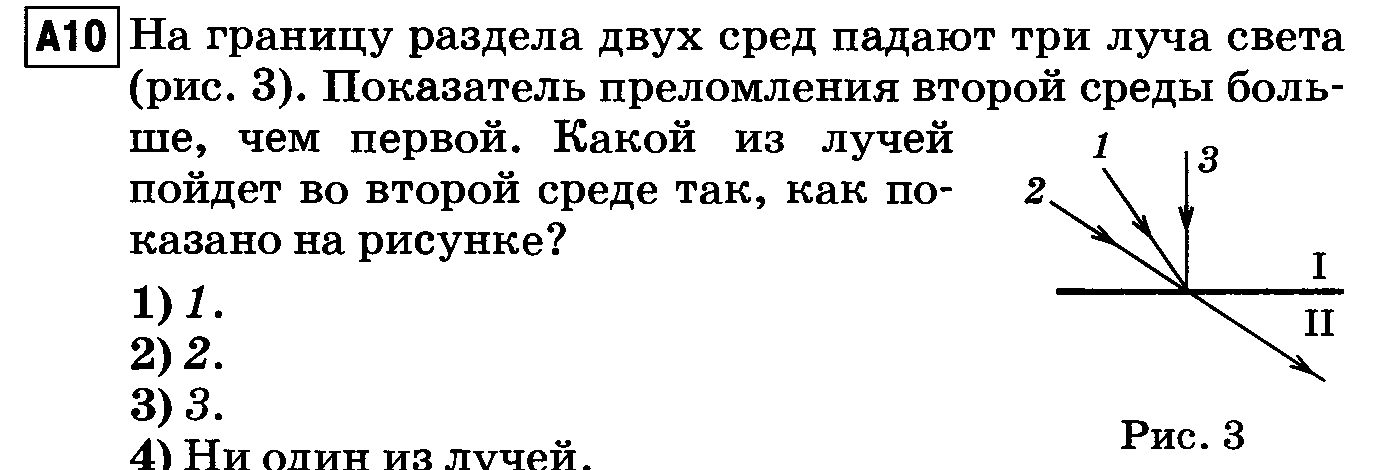 А10 На границу раздела двух сред падают три луча света
(рис. 3). Показатель преломления второй среды боль-
ше, чем первой. Какой из лучей
пойдет во второй среде так, как по-
казано на рисунке?
1) 1.
2) 2.
3) 3.
4) Ни один из лучей.
1
3
2
I
II
Рис. 3